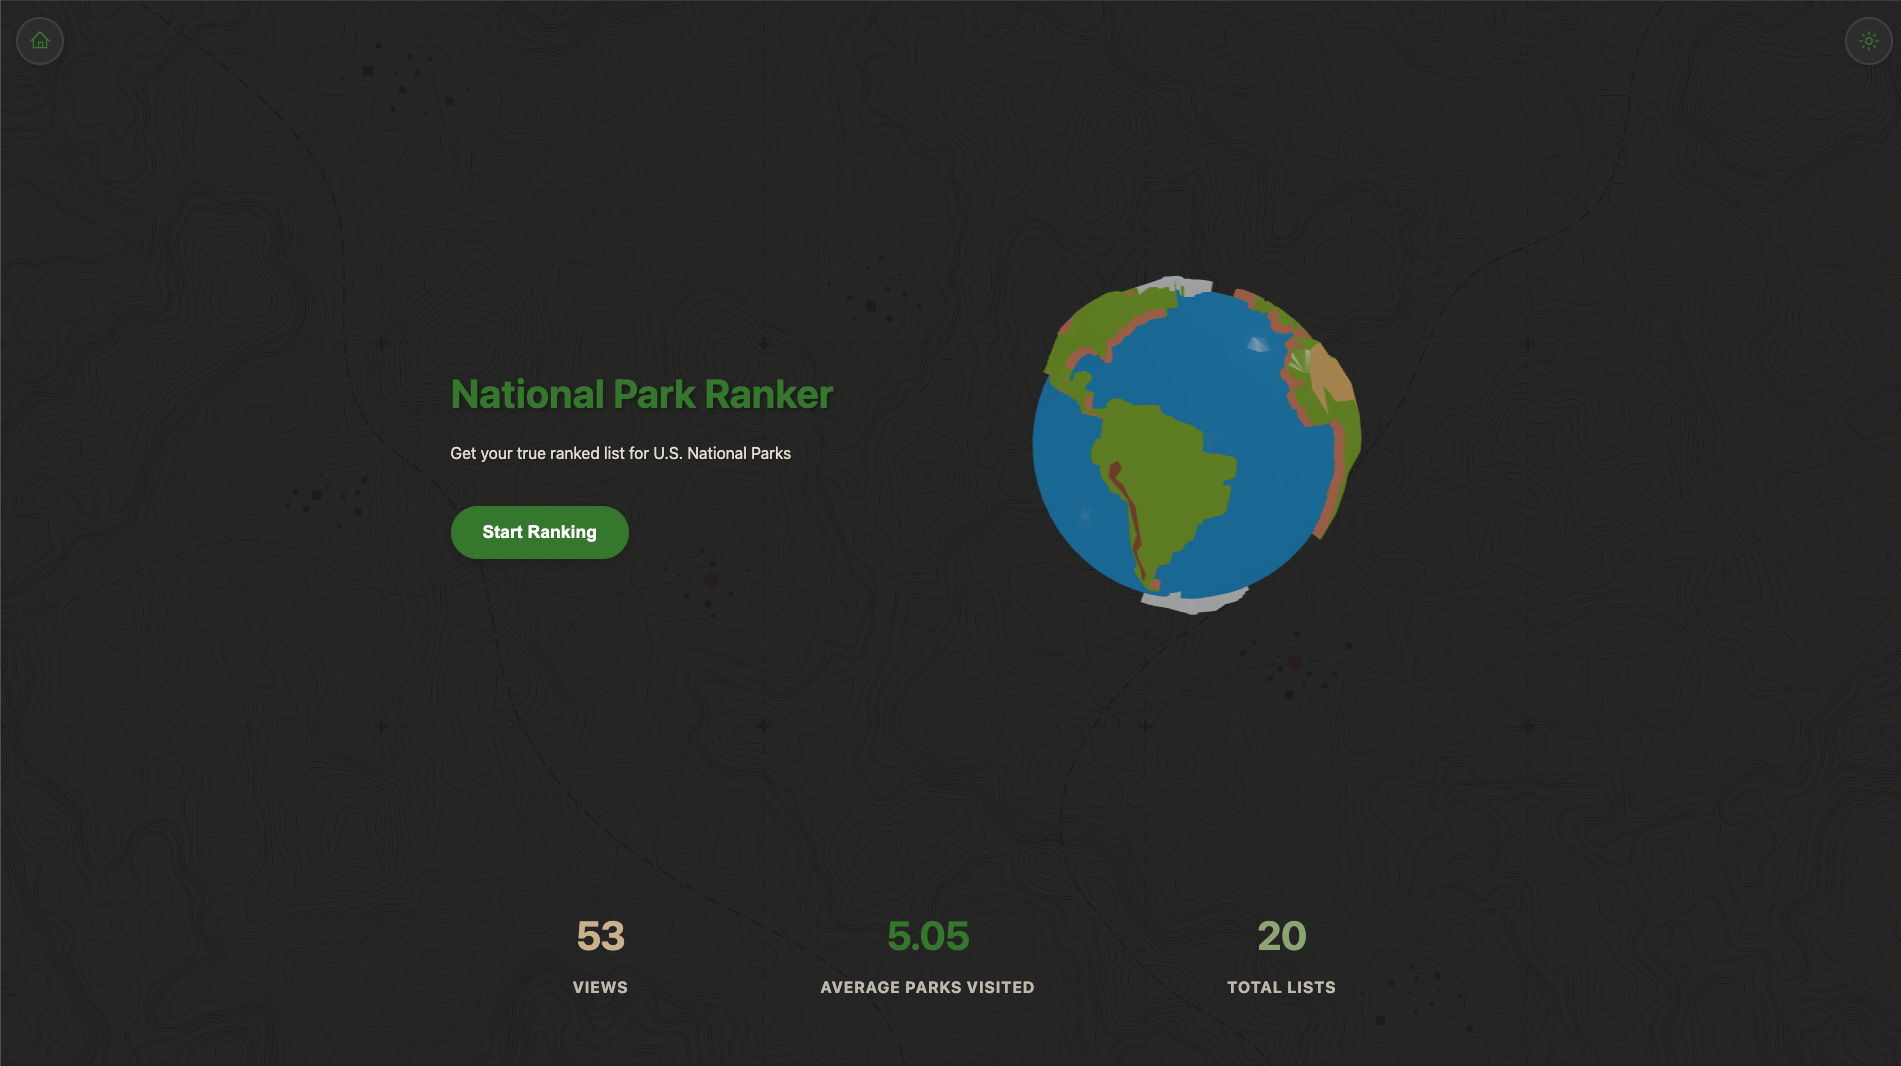 National Park Ranker
Get your true ranked list for U.S. National Parks
Start Ranking
53
VIEWS
5.05
AVERAGE PARKS VISITED
20
TOTAL LISTS